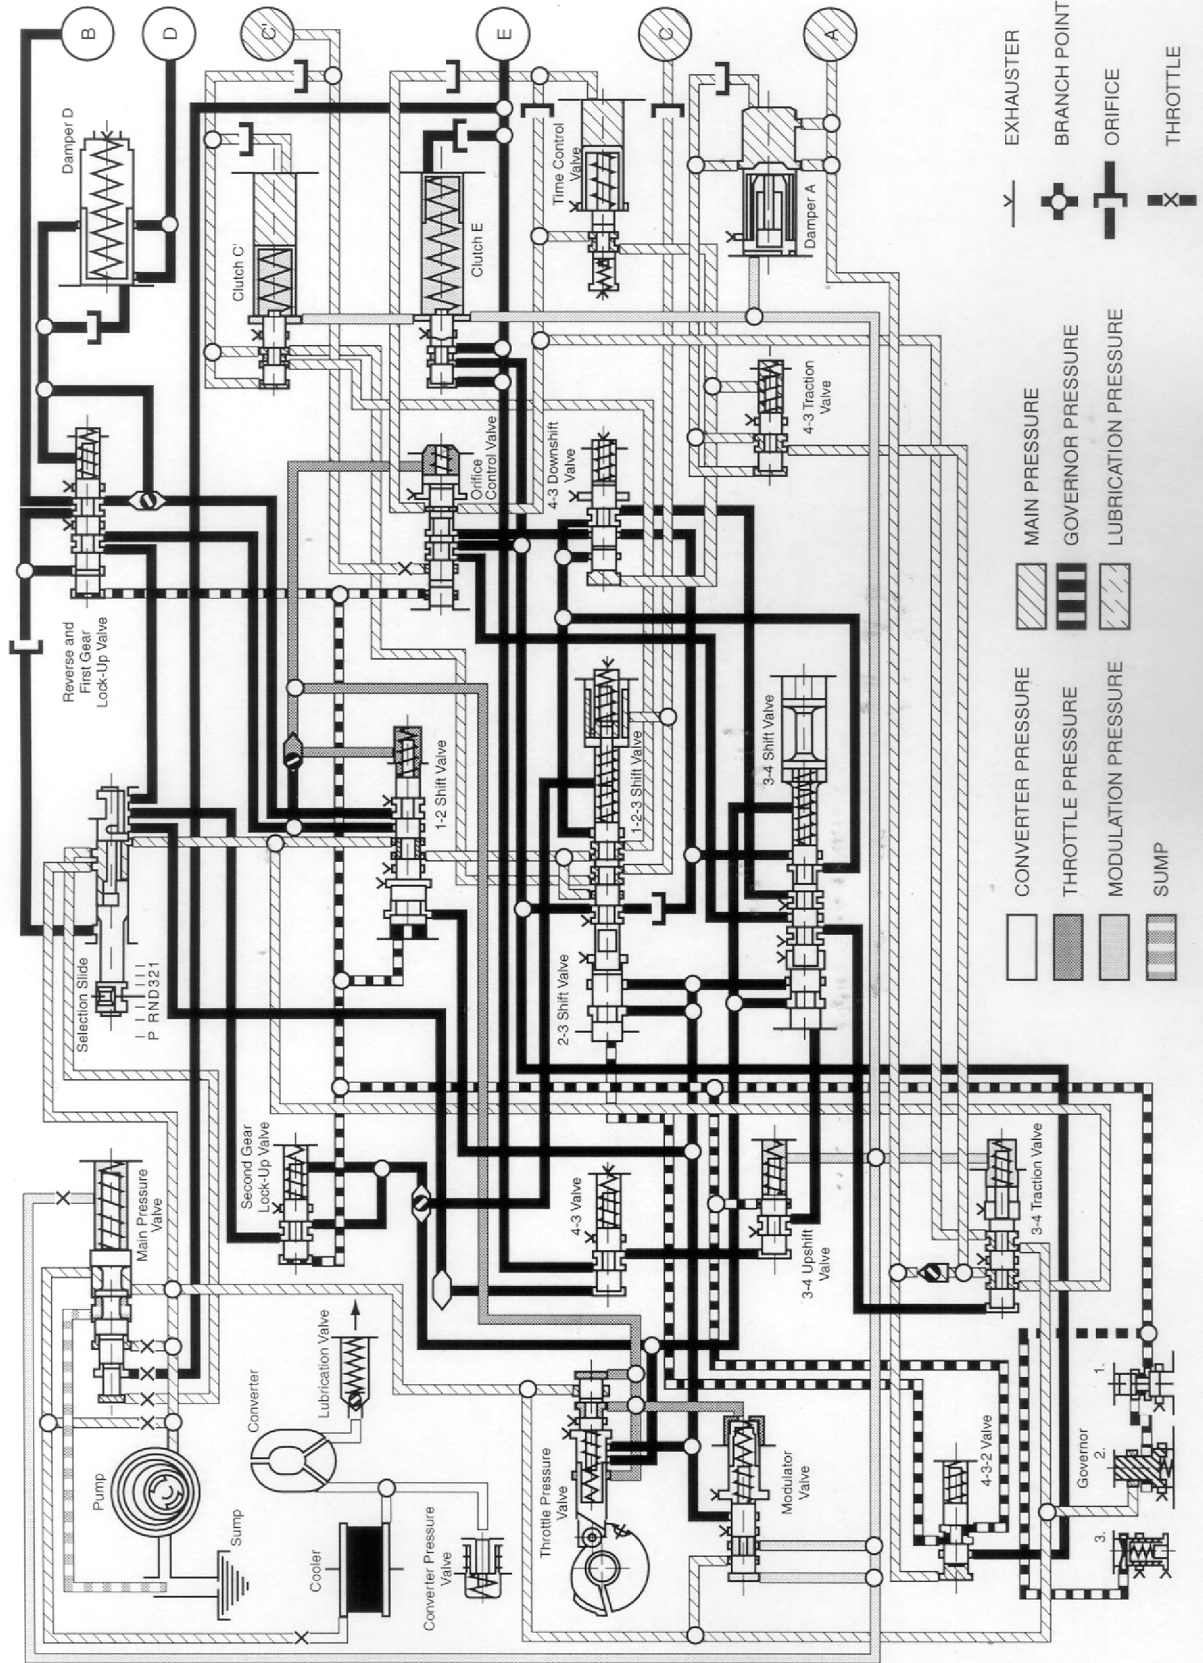 B
D
C'
E
C
A
Damper D
Clutch C'
Clutch E
Time Control
Valve
Damper A
Reverse and
First Gear
Lock-Up Valve
Orifice
Control Valve
4-3 Downshift
Valve
4-3 Traction
Valve
Selection Slide
P RND321
1-2 Shift Valve
2-3 Shift Valve
1-2-3 Shift Valve
3-4 Shift Valve
Main Pressure
Valve
Second Gear
Lock-Up Valve
4-3 Valve
3-4 Upshift
Valve
3-4 Traction Valve
Pump
Sump
Converter
Lubrication Valve
Cooler
Converter Pressure
Valve
Throttle Pressure
Valve
Modulator
Valve
4-3-2 Valve
Governor
1.
2.
3.
CONVERTER PRESSURE
THROTTLE PRESSURE
MODULATION PRESSURE
SUMP
MAIN PRESSURE
GOVERNOR PRESSURE
LUBRICATION PRESSURE
EXHAUSTER
BRANCH POINT
ORIFICE
THROTTLE